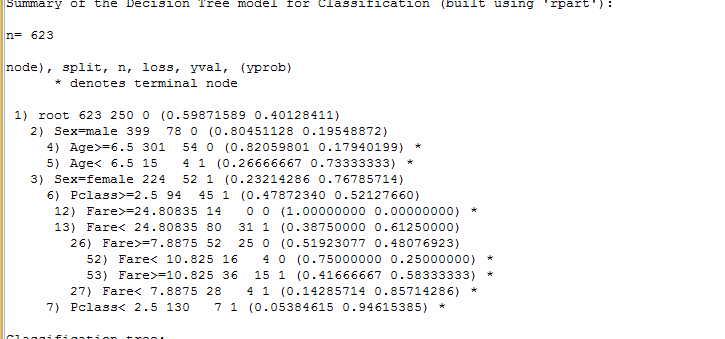 Summary of the Decision Tree model for Classification (built using 'rpart'):
n= 623
node), split, n, loss, yval, (yprob)
* denotes terminal node
1) root 623 250 0 (0.59871589 0.40128411)
2) Sex=male 399 78 0 (0.80451128 0.19548872)
4) Age>=6.5 301 54 0 (0.82059801 0.17940199) *
5) Age< 6.5 15 4 1 (0.26666667 0.73333333) *
3) Sex=female 224 52 1 (0.23214286 0.76785714)
6) Pclass>=2.5 94 45 1 (0.47872340 0.52127660)
12) Fare>=24.80835 14 0 0 (1.00000000 0.00000000) *
13) Fare< 24.80835 80 31 1 (0.38750000 0.61250000)
26) Fare>=7.8875 52 25 0 (0.51923077 0.48076923)
52) Fare< 10.825 16 4 0 (0.75000000 0.25000000) *
53) Fare>=10.825 36 15 1 (0.41666667 0.58333333) *
27) Fare< 7.8875 28 4 1 (0.14285714 0.85714286) *
7) Pclass< 2.5 130 7 1 (0.05384615 0.94615385) *
Classification tree: